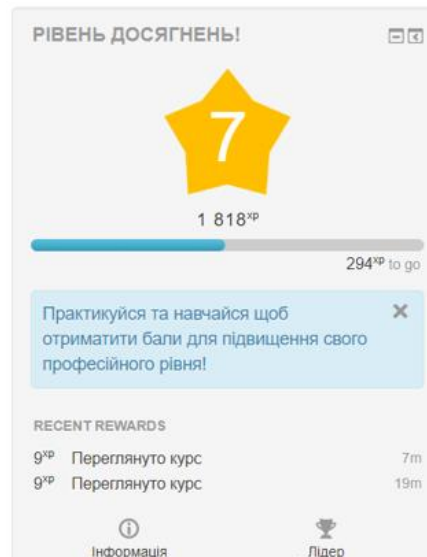 РІВЕНЬ ДОСЯГНЕНЬ!
7
1 818xp
294xp to go
Практикуйся та навчайся щоб
отриматити бали для підвищення свого
професійного рівня!
RECENT REWARDS
9xp Переглянуто курс 7m
9xp Переглянуто курс 19m
Інформація Лідер